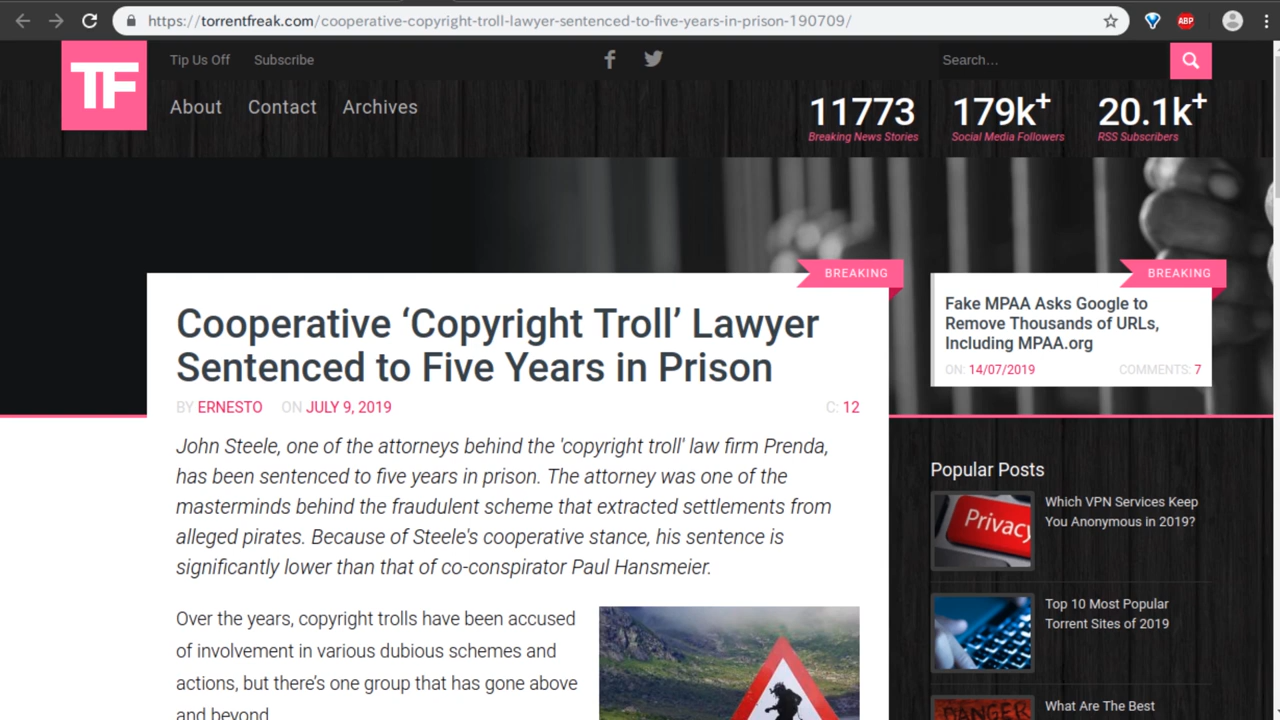 https://torrentfreak.com/cooperative-copyright-troll-lawyer-sentenced-to-five-years-in-prison-190709/
ABP
TF
Tip Us Off Subscribe
Search...
About Contact Archives
11773 179k+ 20.1k+
Breaking News Stories Social Media Followers RSS Subscribers
BREAKING
Cooperative ‘Copyright Troll’ Lawyer
Sentenced to Five Years in Prison
BY ERNESTO ON JULY 9, 2019 C: 12
John Steele, one of the attorneys behind the 'copyright troll' law firm Prenda,
has been sentenced to five years in prison. The attorney was one of the
masterminds behind the fraudulent scheme that extracted settlements from
alleged pirates. Because of Steele's cooperative stance, his sentence is
significantly lower than that of co-conspirator Paul Hansmeier.
Over the years, copyright trolls have been accused
of involvement in various dubious schemes and
actions, but there’s one group that has gone above
and beyond
BREAKING
Fake MPAA Asks Google to
Remove Thousands of URLs,
Including MPAA.org
ON: 14/07/2019 COMMENTS: 7
Popular Posts
Privacy
Which VPN Services Keep
You Anonymous in 2019?
Top 10 Most Popular
Torrent Sites of 2019
DANGER
What Are The Best